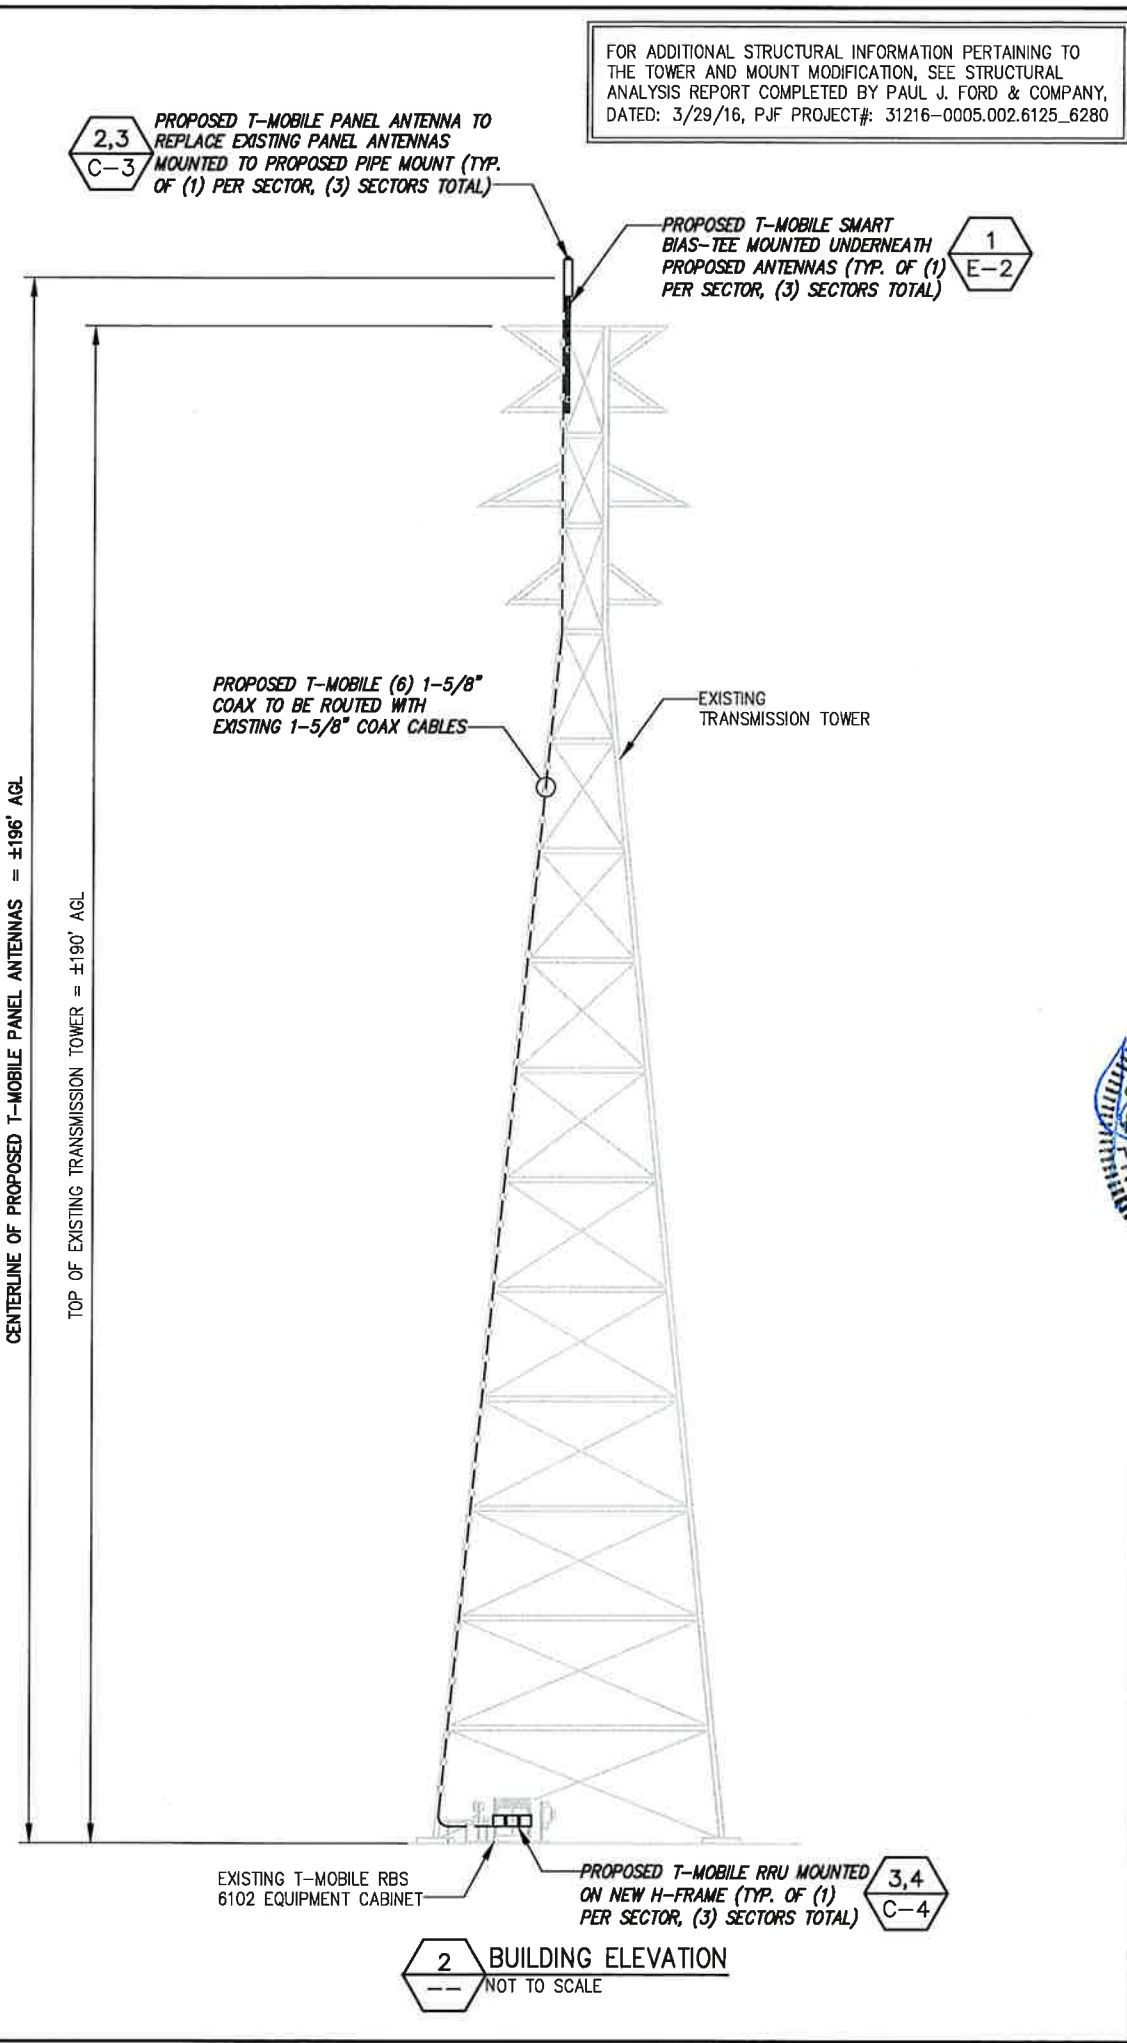 FOR ADDITIONAL STRUCTURAL INFORMATION PERTAINING TO
THE TOWER AND MOUNT MODIFICATION, SEE STRUCTURAL
ANALYSIS REPORT COMPLETED BY PAUL J. FORD & COMPANY,
DATED: 3/29/16, PJF PROJECT#: 31216-0005.002.6125_6280
2,3
C-3
PROPOSED T-MOBILE PANEL ANTENNA TO
REPLACE EXISTING PANEL ANTENNAS
MOUNTED TO PROPOSED PIPE MOUNT (TYP.
OF (1) PER SECTOR, (3) SECTORS TOTAL)
PROPOSED T-MOBILE SMART
BIAS-TEE MOUNTED UNDERNEATH
PROPOSED ANTENNAS (TYP. OF (1)
PER SECTOR, (3) SECTORS TOTAL)
1
E-2
PROPOSED T-MOBILE (6) 1-5/8"
COAX TO BE ROUTED WITH
EXISTING 1-5/8" COAX CABLES
EXISTING
TRANSMISSION TOWER
CENTERLINE OF PROPOSED T-MOBILE PANEL ANTENNAS = ±196' AGL
TOP OF EXISTING TRANSMISSION TOWER = ±190' AGL
EXISTING T-MOBILE RBS
6102 EQUIPMENT CABINET
PROPOSED T-MOBILE RRU MOUNTED
ON NEW H-FRAME (TYP. OF (1)
PER SECTOR, (3) SECTORS TOTAL)
3,4
C-4
2
--
BUILDING ELEVATION
NOT TO SCALE